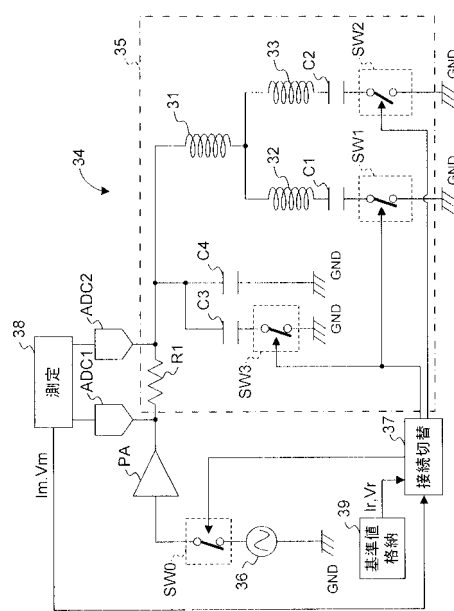 34
38
測定
Im.Vm
ADC1
ADC2
PA
R1
35
31
32
33
C1
C2
C3
C4
SW0
SW1
SW2
SW3
36
GND
GND
GND
GND
GND
37
接続切替
39
基準値
格納
Ir,Vr